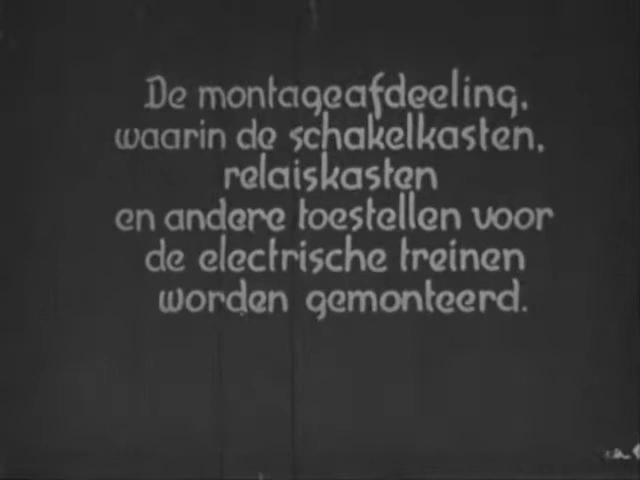 De montageafdeeling,
waarin de schakelkasten,
relaiskasten
en andere toestellen voor
de electrische treinen
worden gemonteerd.